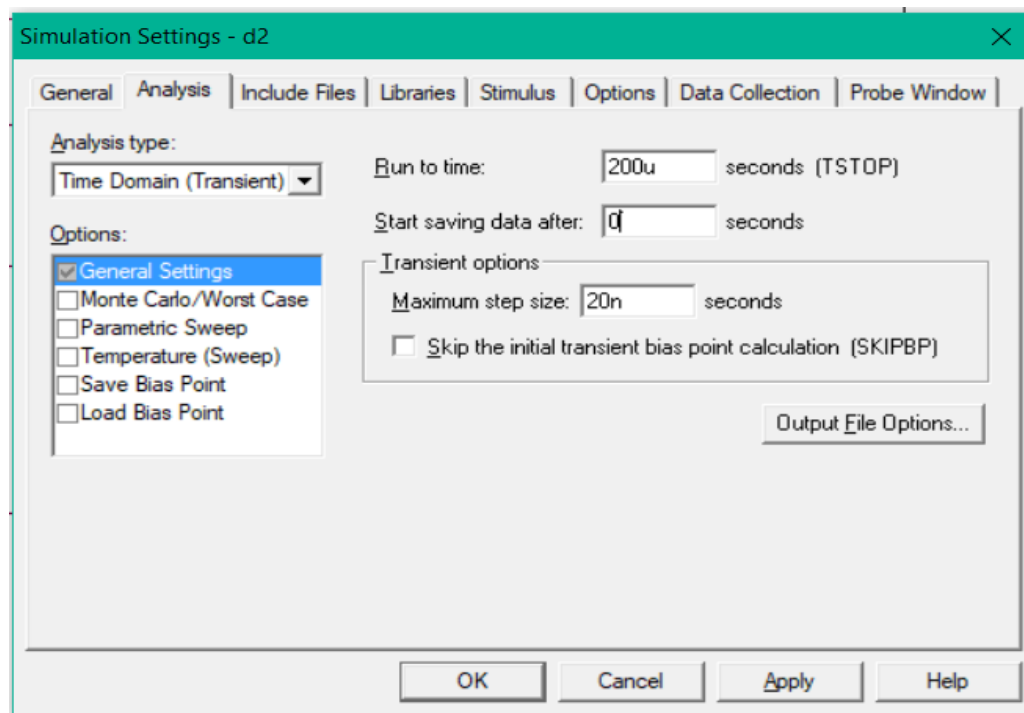 Simulation Settings - d2
General Analysis Include Files Libraries Stimulus Options Data Collection Probe Window
Analysis type:
Time Domain (Transient)
Options:
General Settings
Monte Carlo/Worst Case
Parametric Sweep
Temperature (Sweep)
Save Bias Point
Load Bias Point
Run to time: 200u seconds (TSTOP)
Start saving data after: 0 seconds
Transient options
Maximum step size: 20n seconds
Skip the initial transient bias point calculation (SKIPBP)
Output File Options...
OK Cancel Apply Help